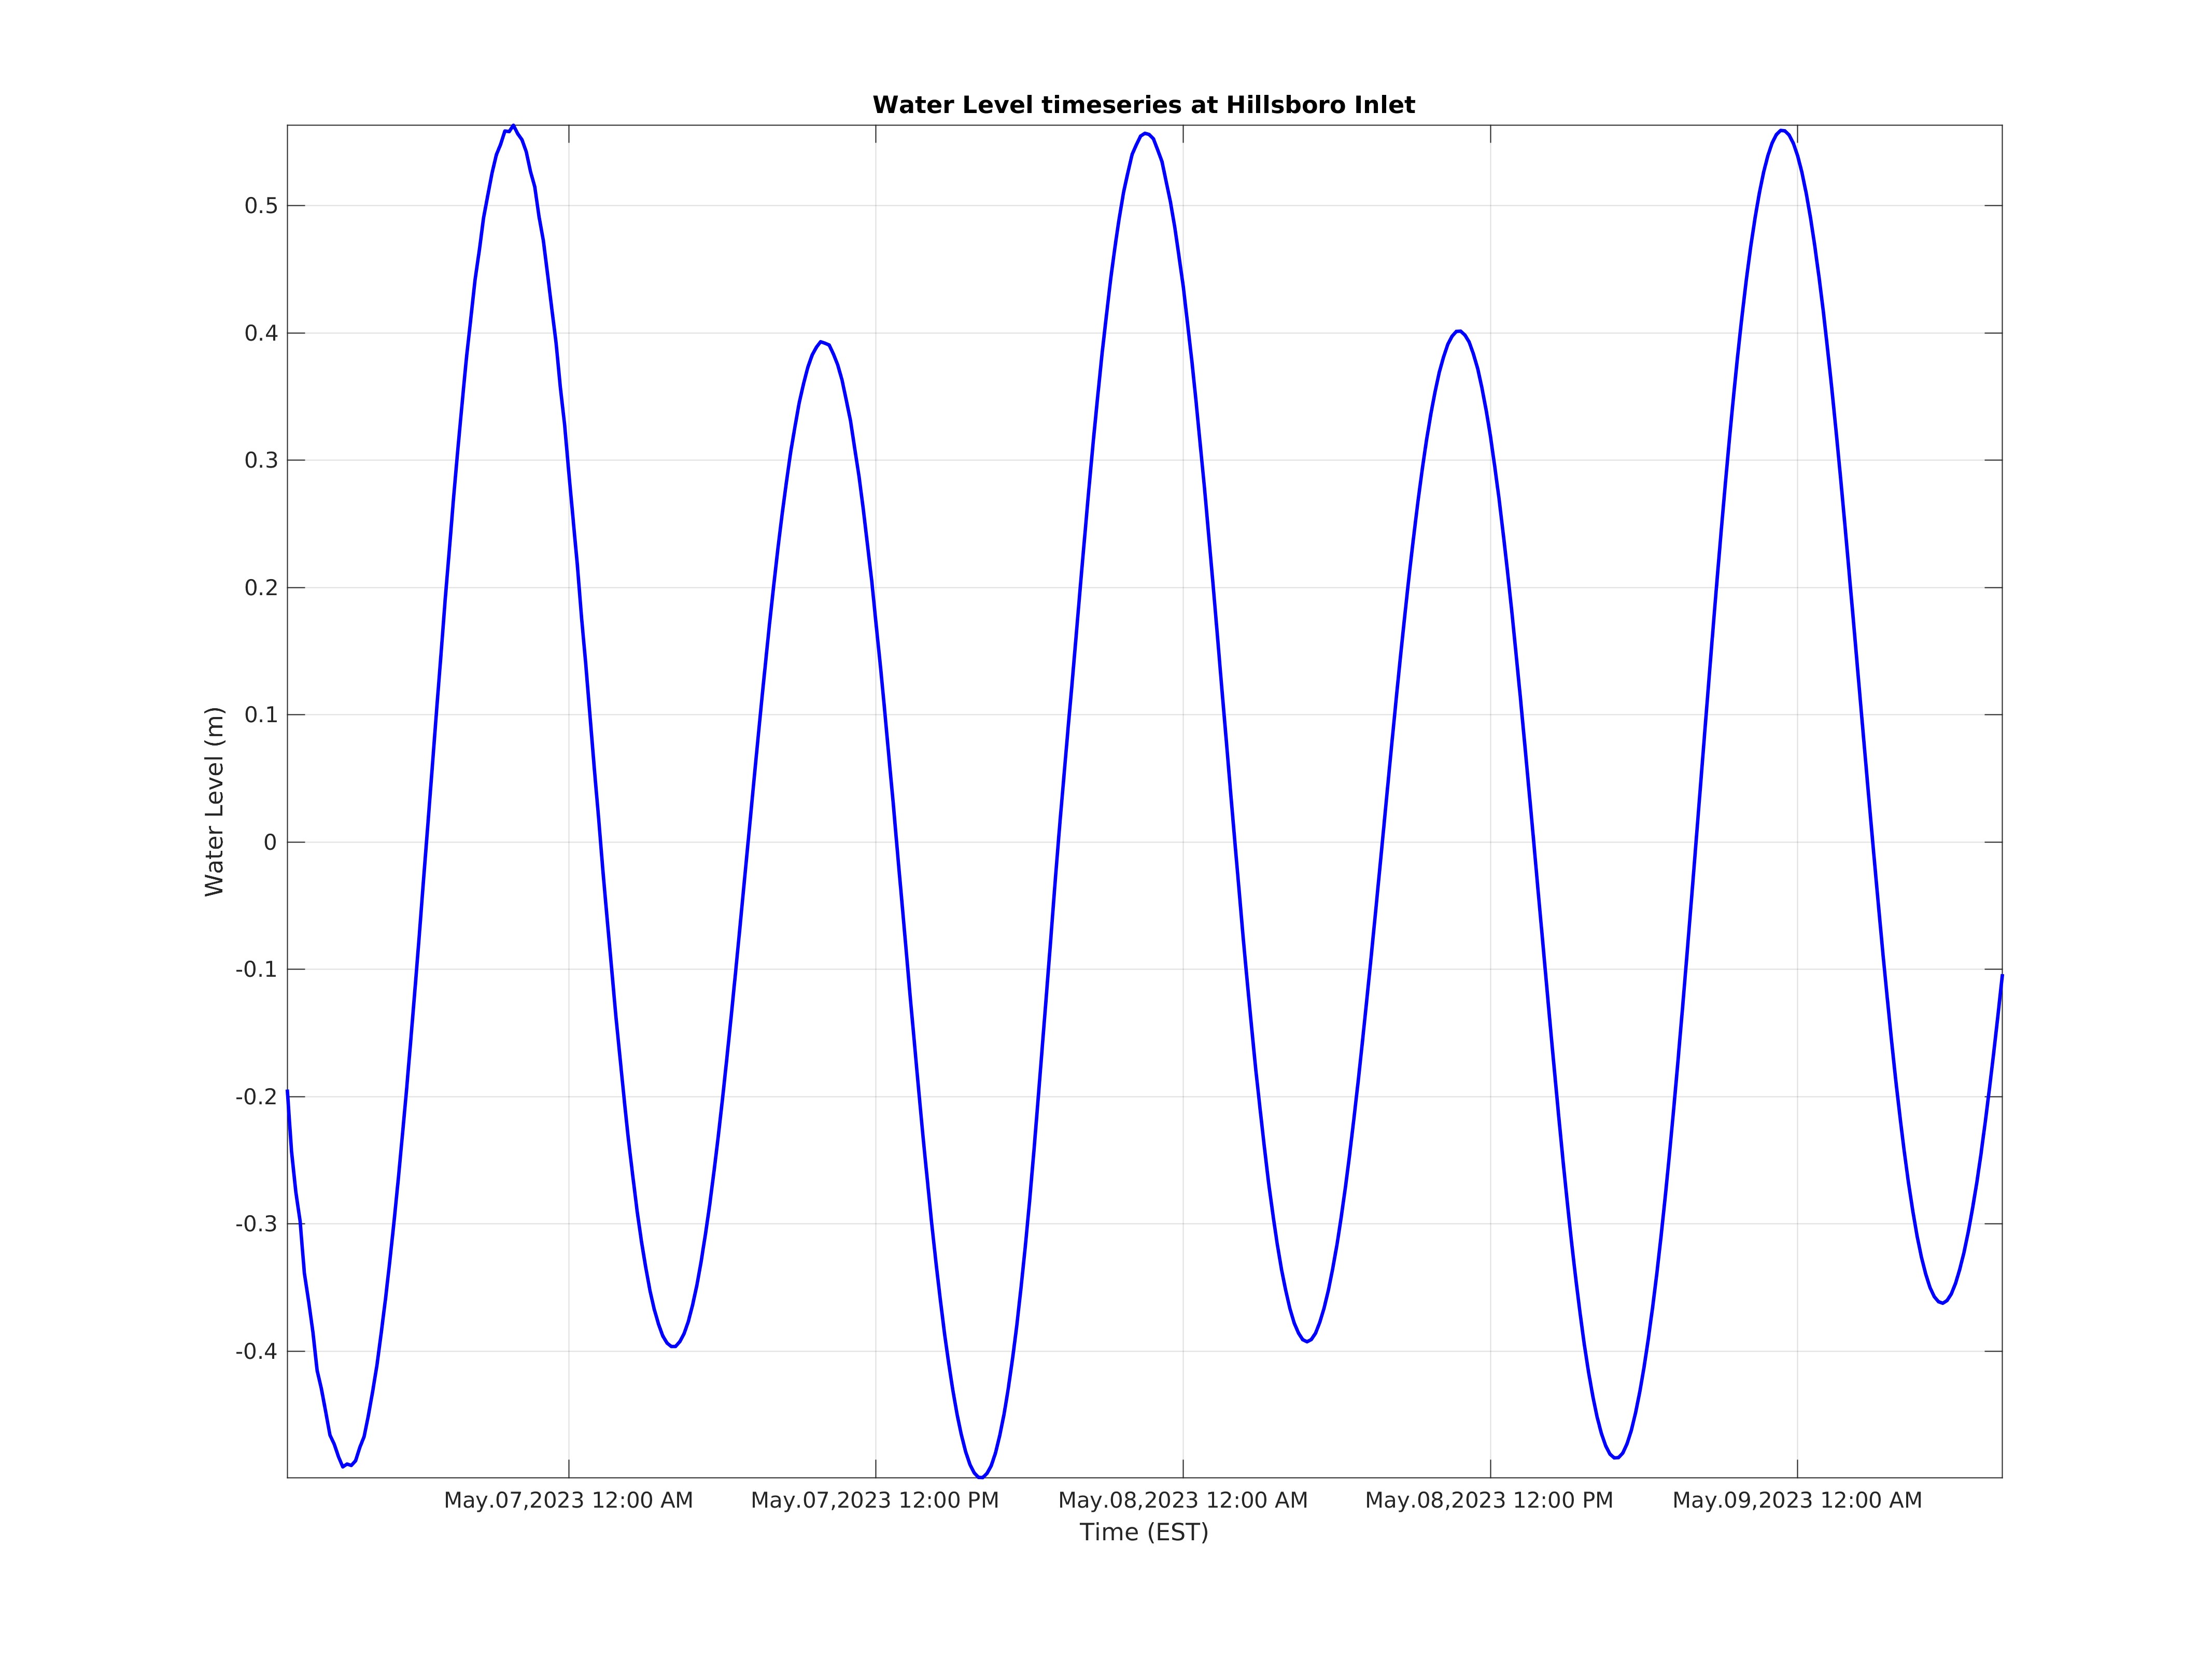 Water Level timeseries at Hillsboro Inlet
0.5
0.4
0.3
0.2
0.1
0
-0.1
-0.2
-0.3
-0.4
Water Level (m)
May.07,2023 12:00 AM May.07,2023 12:00 PM May.08,2023 12:00 AM May.08,2023 12:00 PM May.09,2023 12:00 AM
Time (EST)